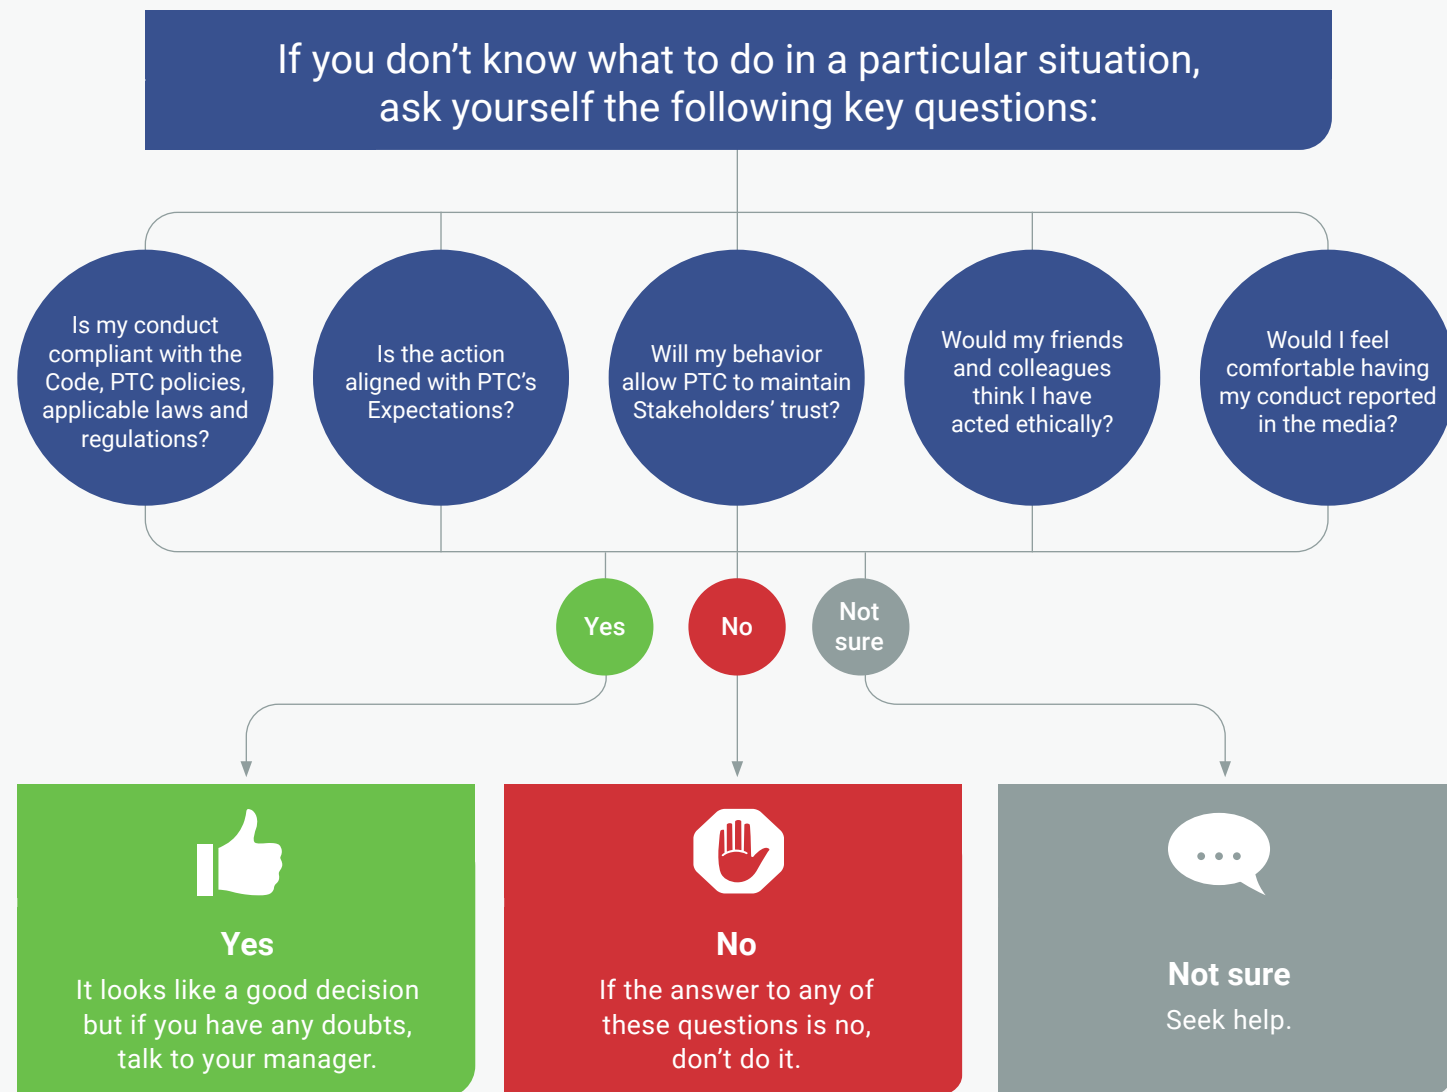 If you don’t know what to do in a particular situation,
ask yourself the following key questions:
Is my conduct
compliant with the
Code, PTC policies,
applicable laws and
regulations?
Is the action
aligned with PTC’s
Expectations?
Will my behavior
allow PTC to maintain
Stakeholders’ trust?
Would my friends
and colleagues
think I have
acted ethically?
Would I feel
comfortable having
my conduct reported
in the media?
Yes
No
Not
sure
Yes
It looks like a good decision
but if you have any doubts,
talk to your manager.
No
If the answer to any of
these questions is no,
don’t do it.
Not sure
Seek help.